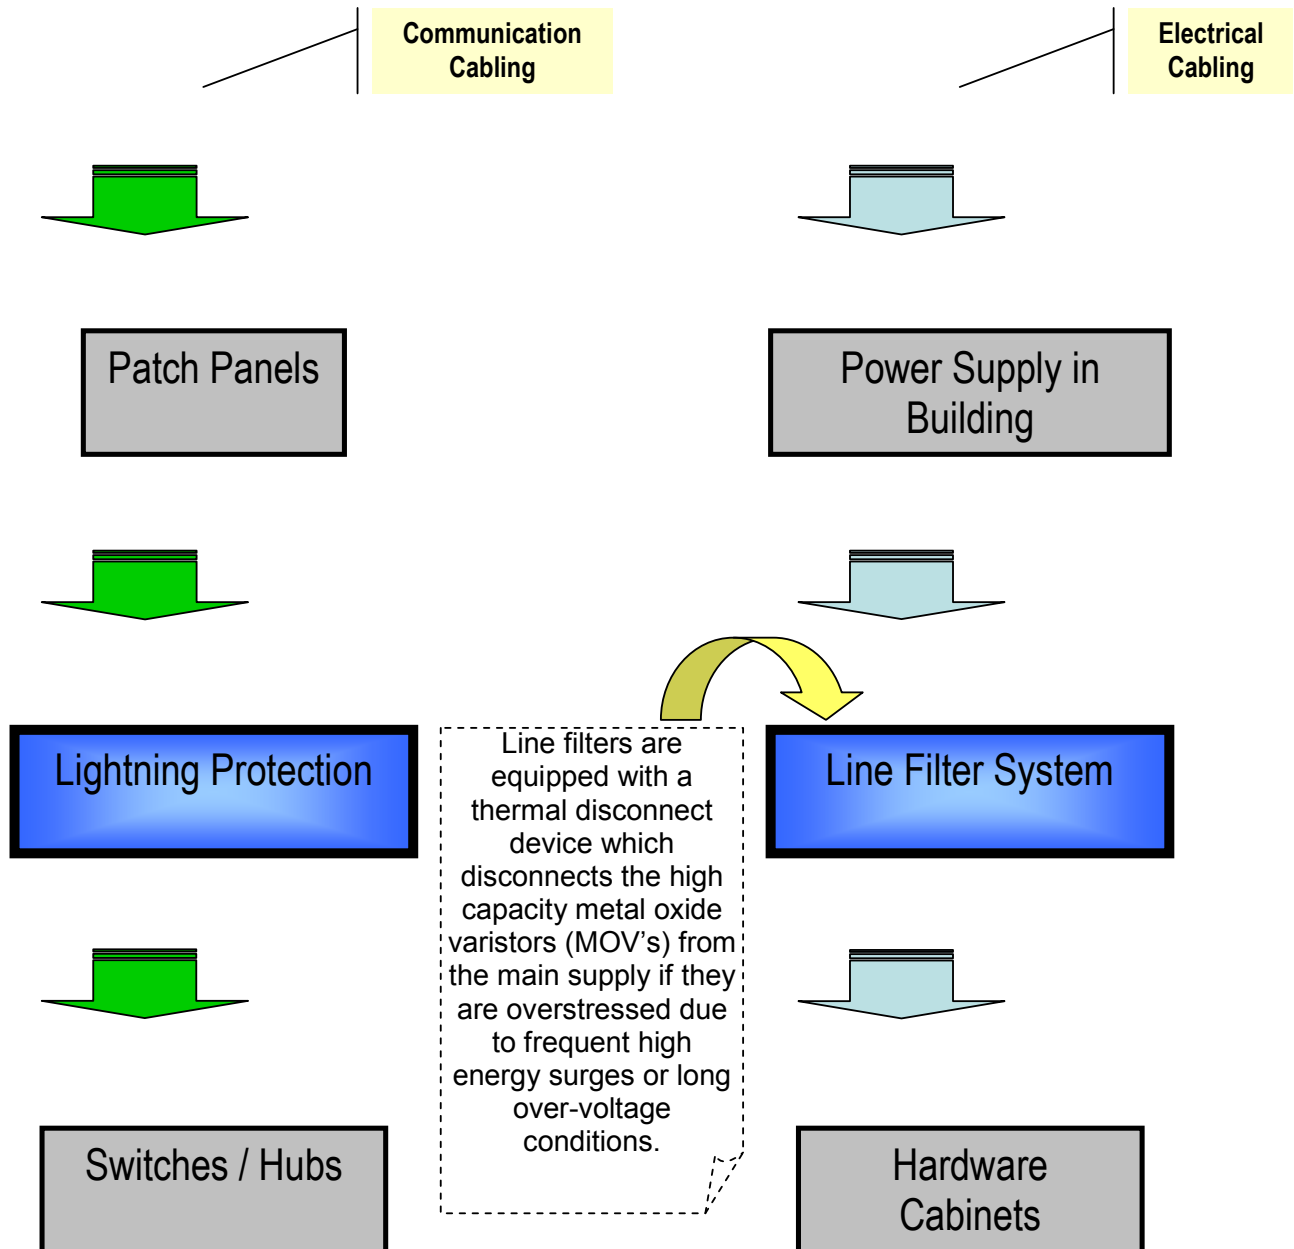 Communication
Cabling
Electrical
Cabling
Patch Panels
Power Supply in
Building
Lightning Protection
Line filters are
equipped with a
thermal disconnect
device which
disconnects the high
capacity metal oxide
varistors (MOV’s) from
the main supply if they
are overstressed due
to frequent high
energy surges or long
over-voltage
conditions.
Line Filter System
Switches / Hubs
Hardware
Cabinets